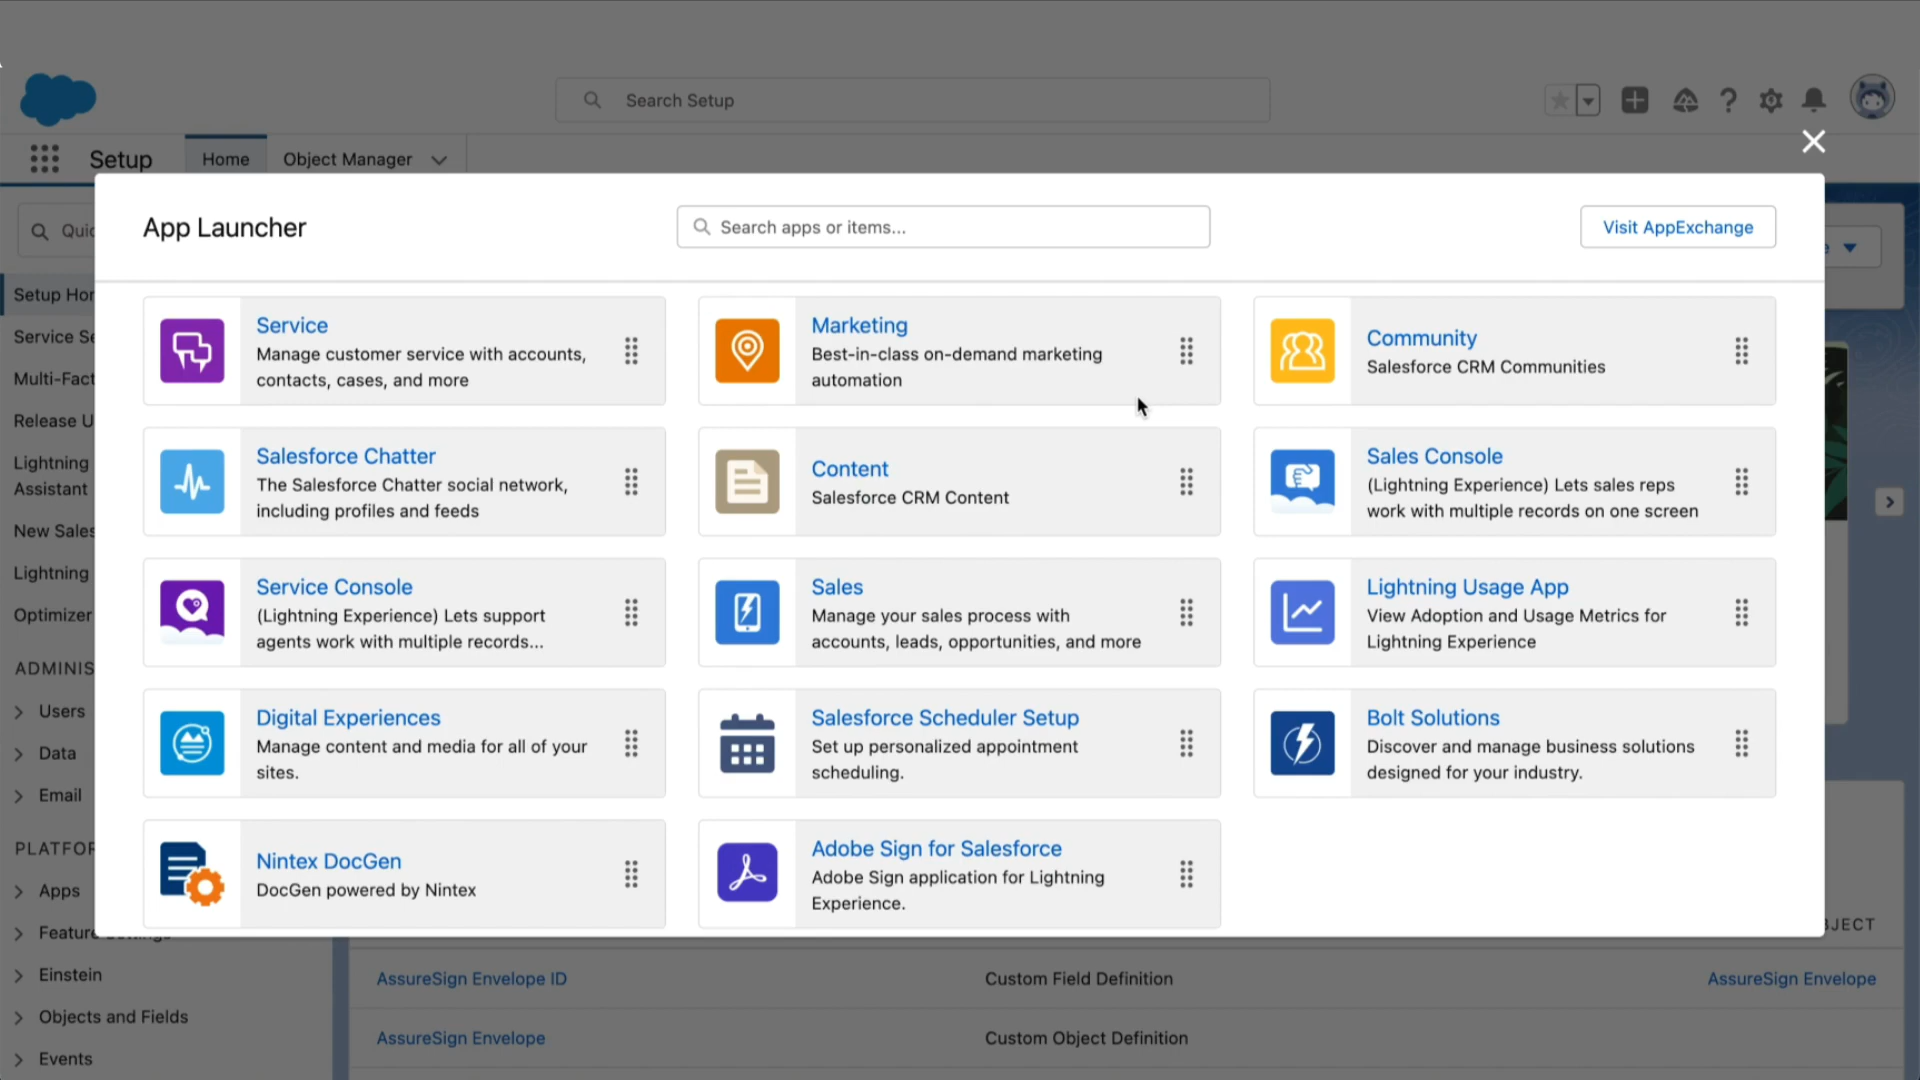 Search Setup
Setup
Home
Object Manager
App Launcher
Search apps or items...
Visit AppExchange
Quic
e
Setup Hor
Service Se
Multi-Fact
Release U
Lightning
Assistant
New Sales
Lightning
Optimizer
ADMINIS
Users
Data
Email
PLATFOR
Apps
Feature Settings
Einstein
Objects and Fields
Events
Service
Manage customer service with accounts,
contacts, cases, and more
Marketing
Best-in-class on-demand marketing
automation
Community
Salesforce CRM Communities
Salesforce Chatter
The Salesforce Chatter social network,
including profiles and feeds
Content
Salesforce CRM Content
Sales Console
(Lightning Experience) Lets sales reps
work with multiple records on one screen
Service Console
(Lightning Experience) Lets support
agents work with multiple records...
Sales
Manage your sales process with
accounts, leads, opportunities, and more
Lightning Usage App
View Adoption and Usage Metrics for
Lightning Experience
Digital Experiences
Manage content and media for all of your
sites.
Salesforce Scheduler Setup
Set up personalized appointment
scheduling.
Bolt Solutions
Discover and manage business solutions
designed for your industry.
Nintex DocGen
DocGen powered by Nintex
Adobe Sign for Salesforce
Adobe Sign application for Lightning
Experience.
BJECT
AssureSign Envelope ID
Custom Field Definition
AssureSign Envelope
AssureSign Envelope
Custom Object Definition